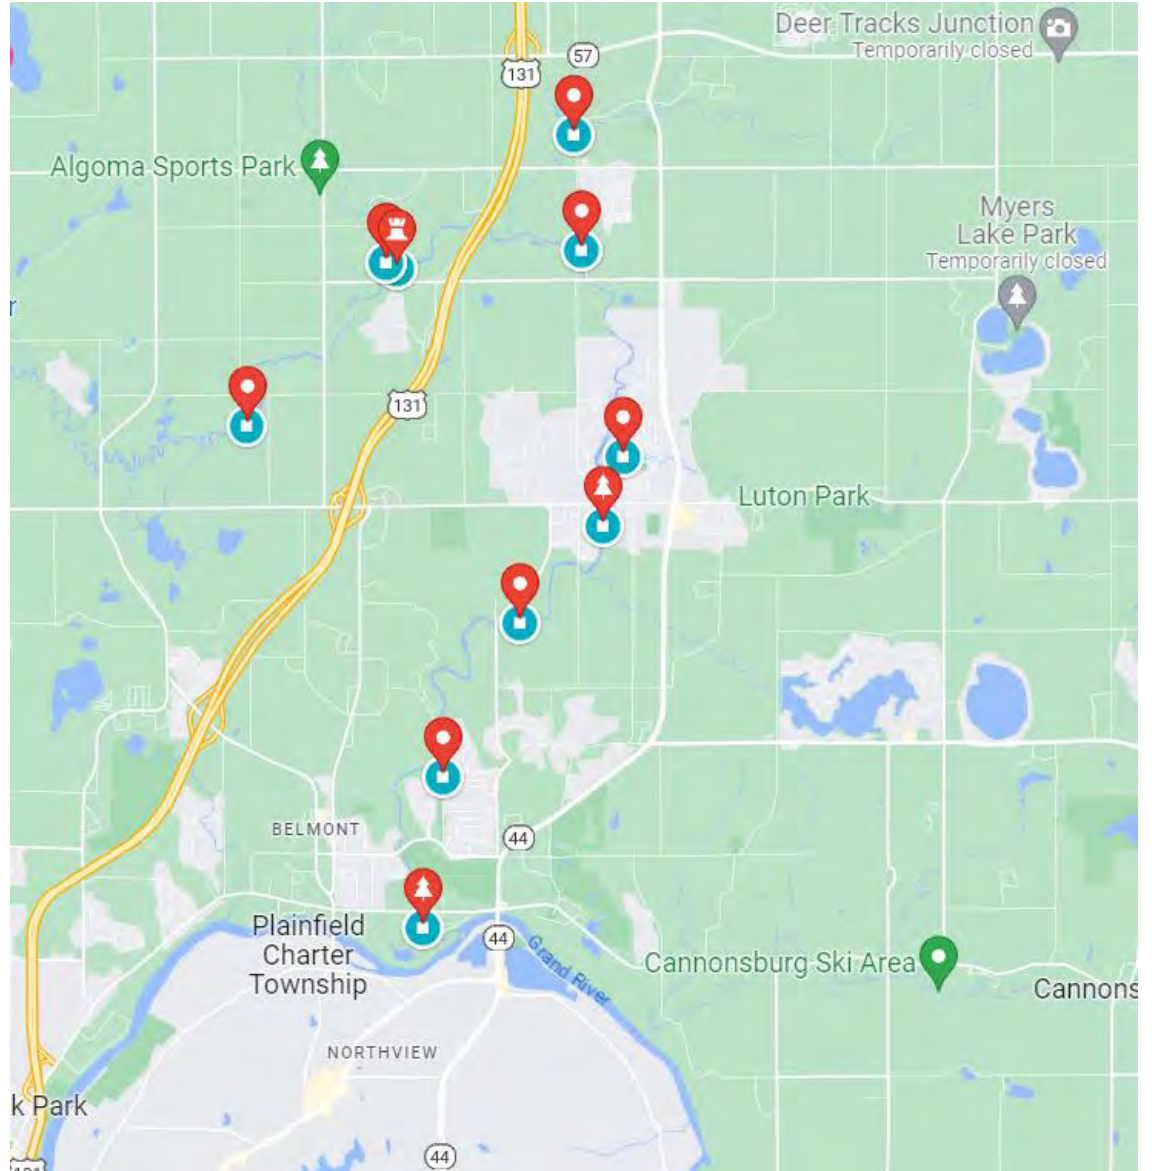 Deer Tracks Junction
Temporarily closed
57
131
Algoma Sports Park
Myers
Lake Park
Temporarily closed
r
131
Luton Park
BELMONT
44
Plainfield
Charter
Township
44
Grand River
Cannonsburg Ski Area
Cannons
NORTHVIEW
k Park
44